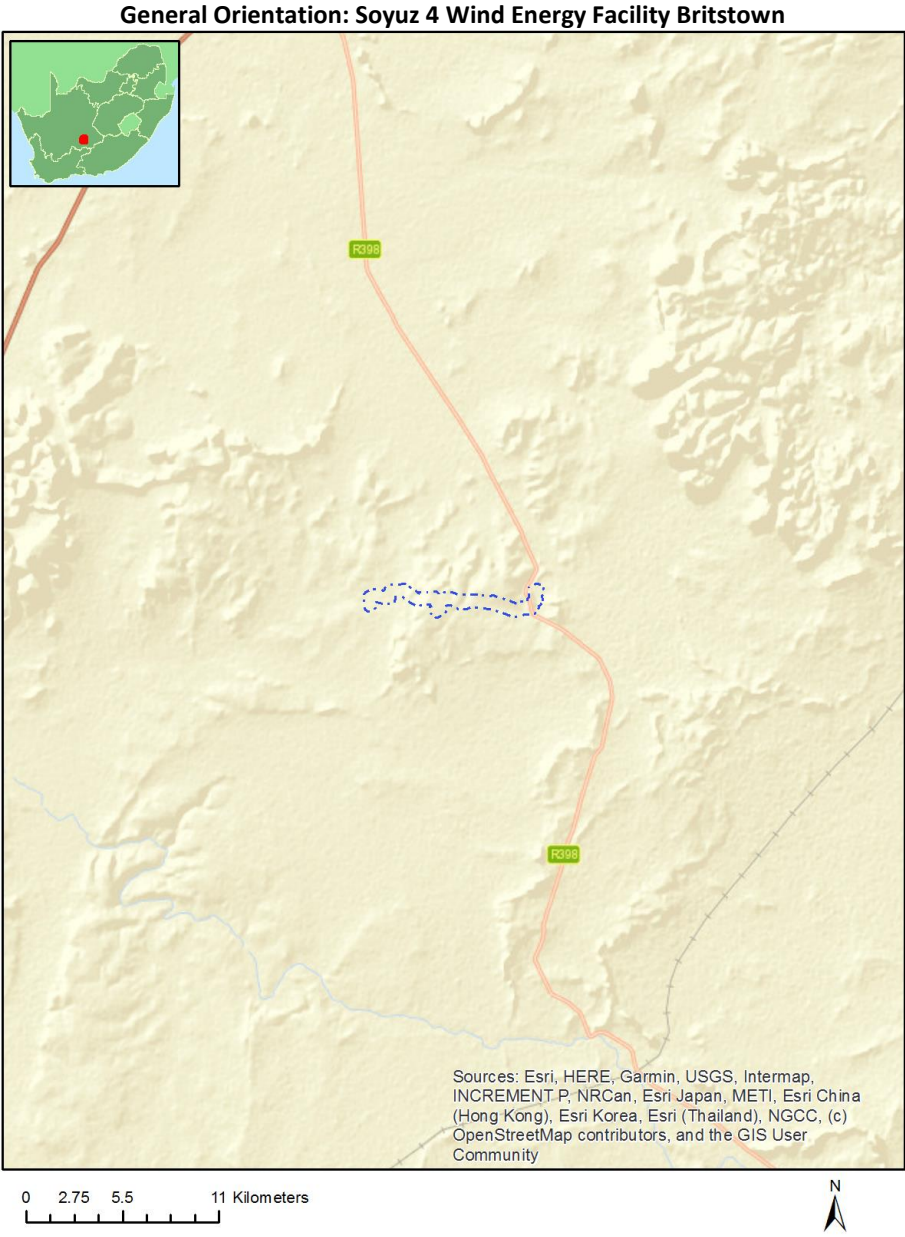 General Orientation: Soyuz 4 Wind Energy Facility Britstown
R398
R398
Sources: Esri, HERE, Garmin, USGS, Intermap,
INCREMENT P, NRCan, Esri Japan, METI, Esri China
(Hong Kong), Esri Korea, Esri (Thailand), NGCC, (c)
OpenStreetMap contributors, and the GIS User
Community
0 2.75 5.5 11 Kilometers
N